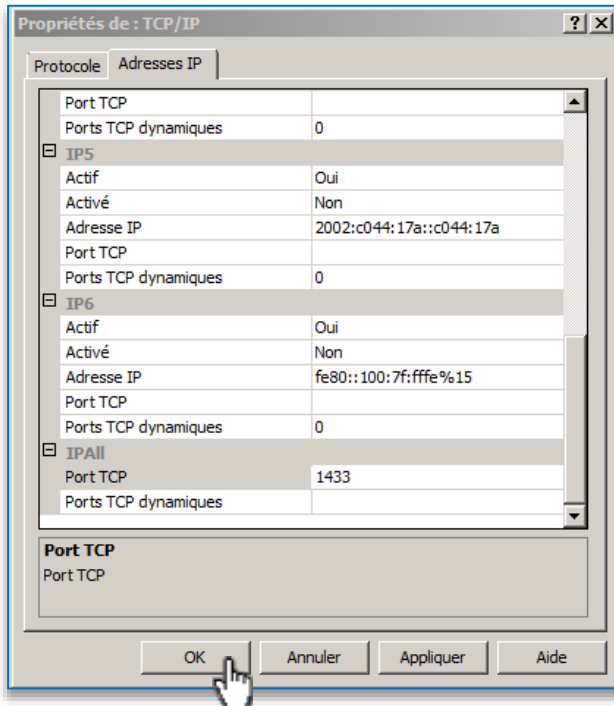 Propriétés de : TCP/IP
Protocole Adresses IP
Port TCP
Ports TCP dynamiques 0
IP5
Actif Oui
Activé Non
Adresse IP 2002:c044:17a::c044:17a
Port TCP
Ports TCP dynamiques 0
IP6
Actif Oui
Activé Non
Adresse IP fe80::100:7f:fffe%15
Port TCP
Ports TCP dynamiques 0
IPAll
Port TCP 1433
Ports TCP dynamiques
Port TCP
Port TCP
OK Annuler Appliquer Aide